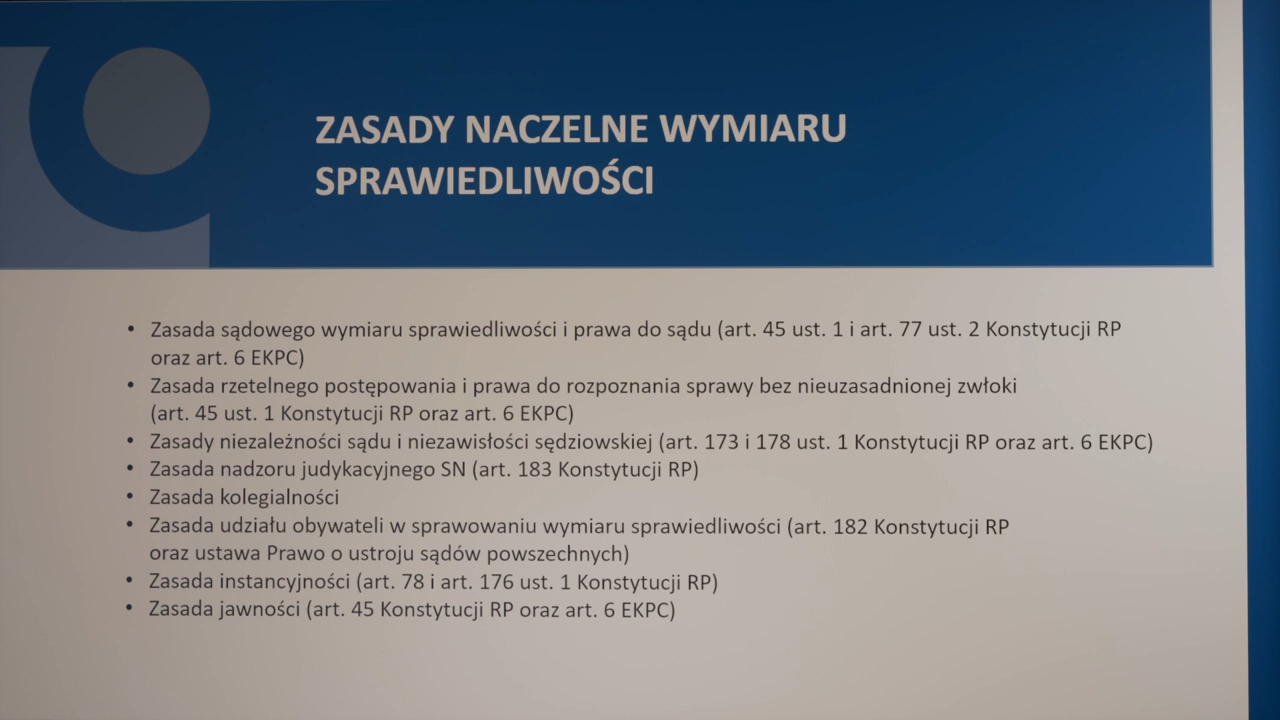 ZASADY NACZELNE WYMIARU
SPRAWIEDLIWOŚCI
• Zasada sądowego wymiaru sprawiedliwości i prawa do sądu (art. 45 ust. 1 i art. 77 ust. 2 Konstytucji RP
oraz art. 6 EKPC)
• Zasada rzetelnego postępowania i prawa do rozpoznania sprawy bez nieuzasadnionej zwłoki
(art. 45 ust. 1 Konstytucji RP oraz art. 6 EKPC)
• Zasady niezależności sądu i niezawisłości sędziowskiej (art. 173 i 178 ust. 1 Konstytucji RP oraz art. 6 EKPC)
• Zasada nadzoru judykacyjnego SN (art. 183 Konstytucji RP)
• Zasada kolegialności
• Zasada udziału obywateli w sprawowaniu wymiaru sprawiedliwości (art. 182 Konstytucji RP
oraz ustawa Prawo o ustroju sądów powszechnych)
• Zasada instancyjności (art. 78 i art. 176 ust. 1 Konstytucji RP)
• Zasada jawności (art. 45 Konstytucji RP oraz art. 6 EKPC)